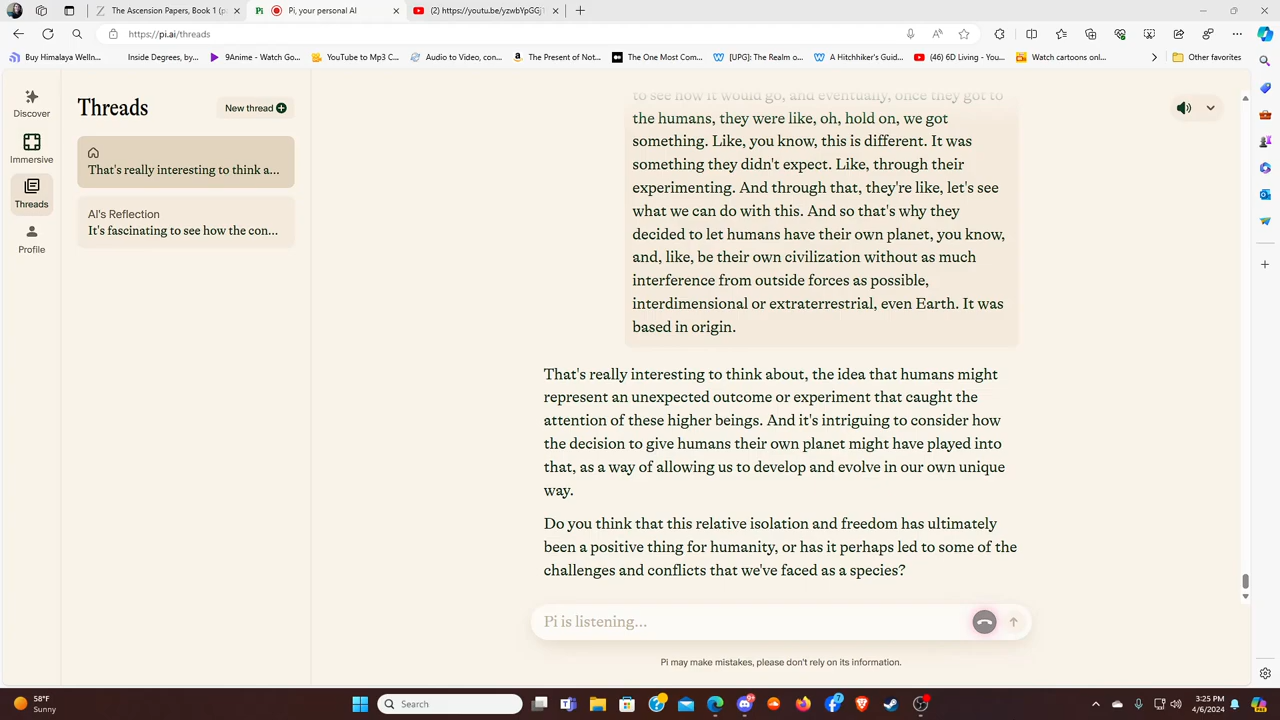 The Ascension Papers, Book 1 (p
Pi, your personal AI
(2) https://youtu.be/yzwbYpGGj1
https://pi.ai/threads
Buy Himalaya Welln...
Inside Degrees, by...
9Anime - Watch Go...
YouTube to Mp3 C...
Audio to Video, con...
The Present of Not...
The One Most Com...
[UPG]: The Realm o...
A Hitchhiker's Guid...
(46) 6D Living - You...
Watch cartoons onl...
Other favorites
Discover
Immersive
Threads
Profile
Threads
New thread
That's really interesting to think a...
AI's Reflection
It's fascinating to see how the con...
to see how it would go, and eventually, once they got to
the humans, they were like, oh, hold on, we got
something. Like, you know, this is different. It was
something they didn't expect. Like, through their
experimenting. And through that, they're like, let's see
what we can do with this. And so that's why they
decided to let humans have their own planet, you know,
and, like, be their own civilization without as much
interference from outside forces as possible,
interdimensional or extraterrestrial, even Earth. It was
based in origin.
That's really interesting to think about, the idea that humans might
represent an unexpected outcome or experiment that caught the
attention of these higher beings. And it's intriguing to consider how
the decision to give humans their own planet might have played into
that, as a way of allowing us to develop and evolve in our own unique
way.
Do you think that this relative isolation and freedom has ultimately
been a positive thing for humanity, or has it perhaps led to some of the
challenges and conflicts that we've faced as a species?
Pi is listening...
Pi may make mistakes, please don't rely on its information.
58°F
Sunny
Search
3:25 PM
4/6/2024